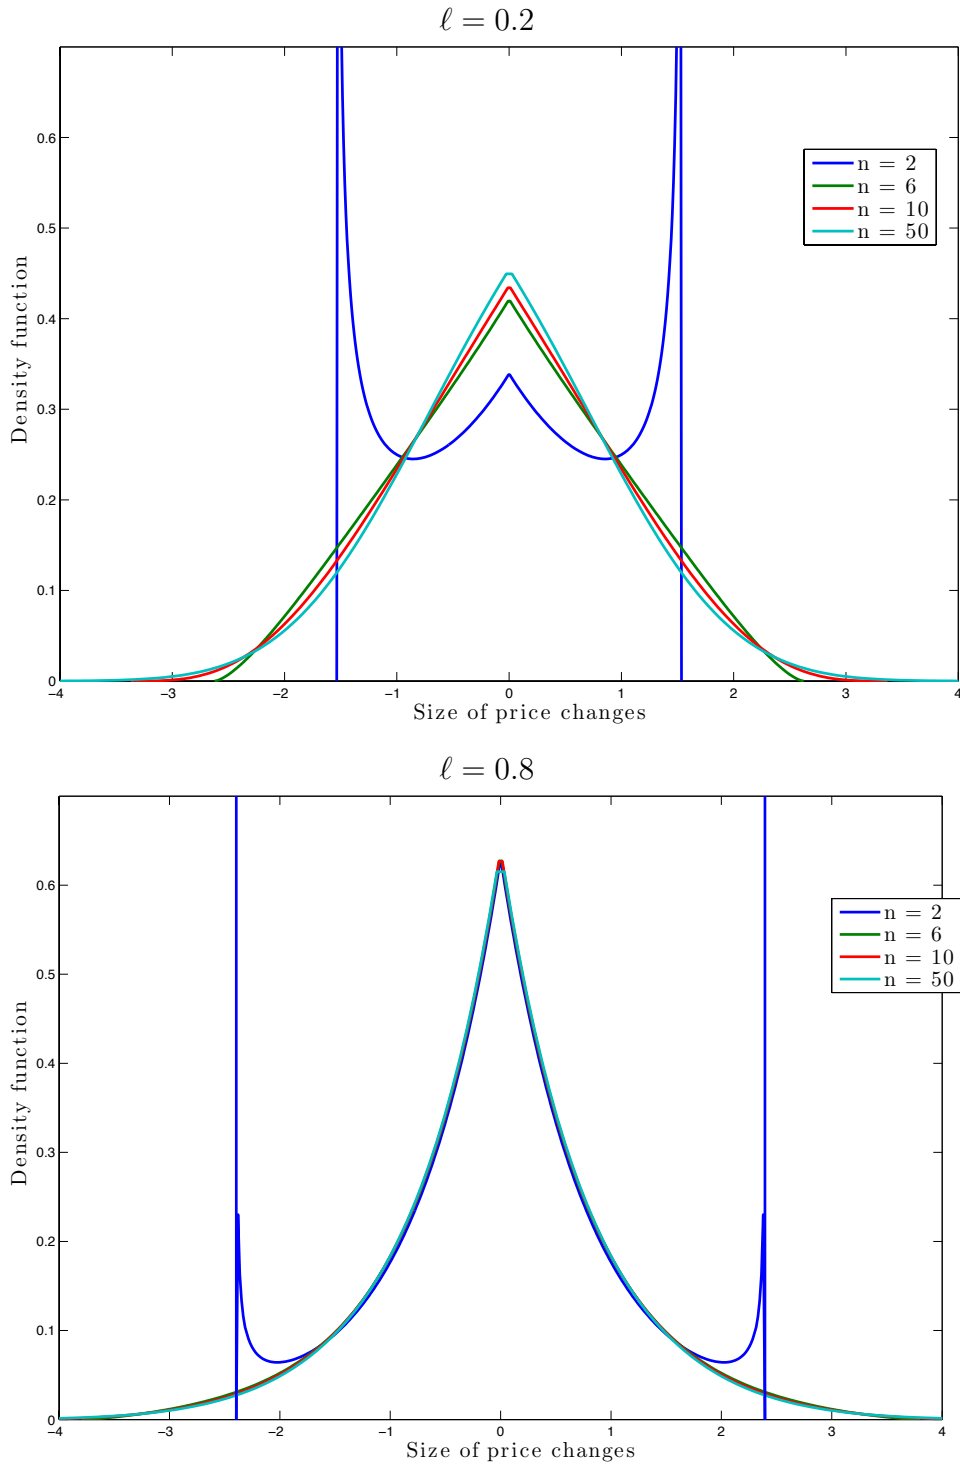 ℓ = 0.2
Density function
0.6
0.5
0.4
0.3
0.2
0.1
0
n = 2
n = 6
n = 10
n = 50
−4 −3 −2 −1 0 1 2 3 4
Size of price changes
ℓ = 0.8
Density function
0.6
0.5
0.4
0.3
0.2
0.1
0
n = 2
n = 6
n = 10
n = 50
−4 −3 −2 −1 0 1 2 3 4
Size of price changes